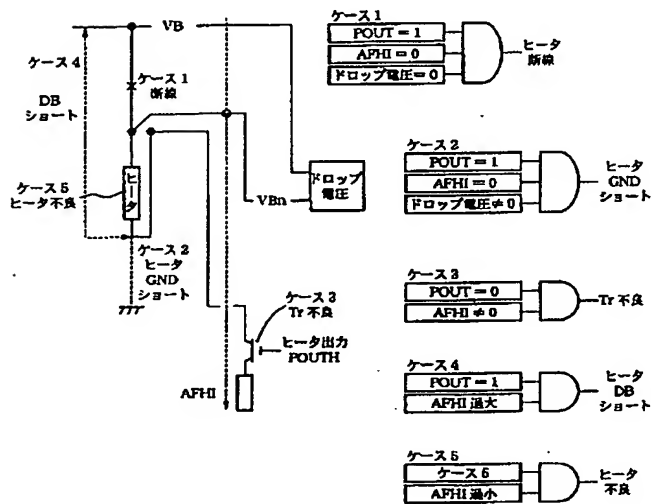 VB
ケース 4
DB
ショート
ケース 1
断線
ヒータ
ケース 5
ヒータ不良
ケース 2
ヒータ
GND
ショート
VBn
ドロップ
電圧
ケース 3
Tr 不良
ヒータ出力
POUTH
AFHI
ケース 1
POUT = 1
AFHI = 0
ドロップ電圧 = 0
ヒータ
断線
ケース 2
POUT = 1
AFHI = 0
ドロップ電圧 ≠ 0
ヒータ
GND
ショート
ケース 3
POUT = 0
AFHI ≠ 0
Tr 不良
ケース 4
POUT = 1
AFHI 過大
ヒータ
DB
ショート
ケース 5
ケース 5
AFHI 過小
ヒータ
不良